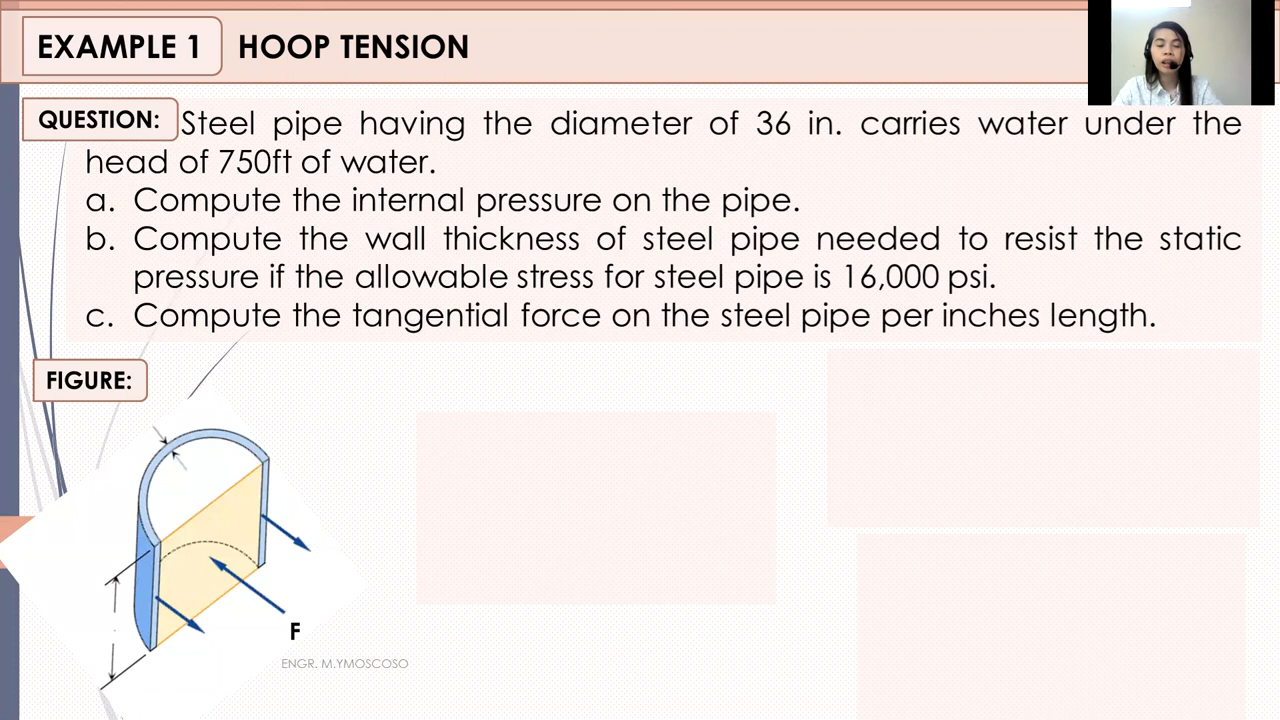 EXAMPLE 1 HOOP TENSION
QUESTION: Steel pipe having the diameter of 36 in. carries water under the
head of 750ft of water.
a. Compute the internal pressure on the pipe.
b. Compute the wall thickness of steel pipe needed to resist the static
pressure if the allowable stress for steel pipe is 16,000 psi.
c. Compute the tangential force on the steel pipe per inches length.
FIGURE:
F
ENGR. M.YMOSCOSO